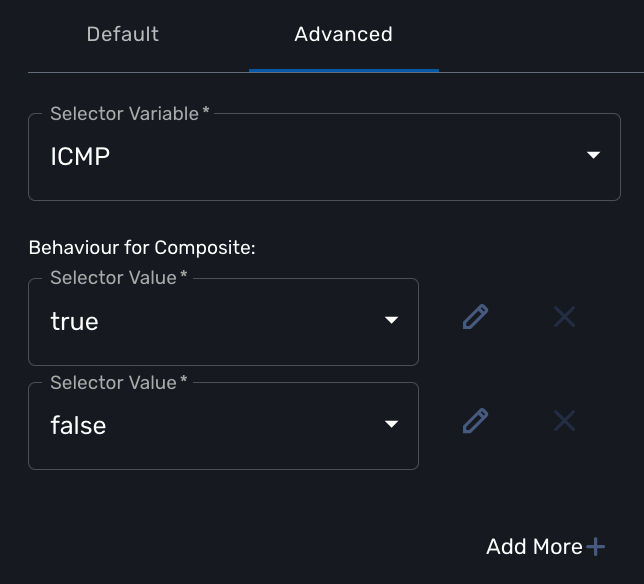 Default Advanced
Selector Variable *
ICMP
Behaviour for Composite:
Selector Value *
true
Selector Value *
false
Add More